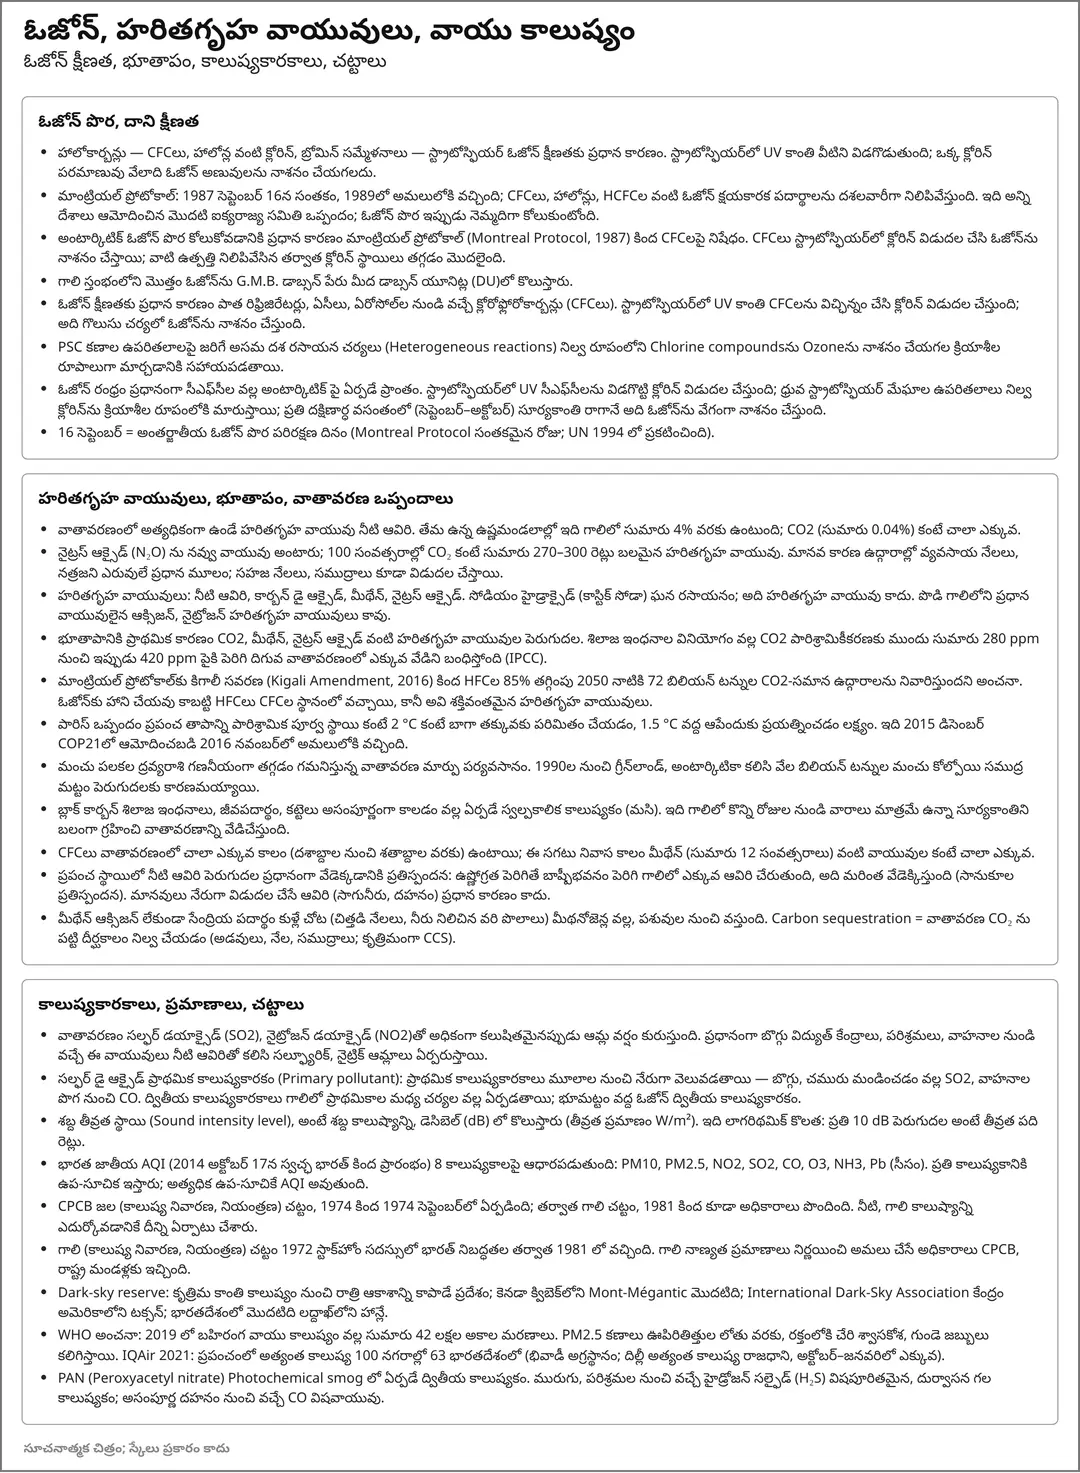 ఓజోన్, హరితగృహ వాయువులు, వాయు కాలుష్యం
ఓజోన్ క్షీణత, భూతాపం, కాలుష్యకారకాలు, చట్టాలు
ఓజోన్ పొర, దాని క్షీణత
• హాలోకార్బన్లు — CFCలు, హాలోన్ల వంటి క్లోరిన్, బ్రోమిన్ సమ్మేళనాలు — స్ట్రాటోస్ఫియర్ ఓజోన్ క్షీణతకు ప్రధాన కారణం. స్ట్రాటోస్ఫియర్‌లో UV కాంతి వీటిని విడగొడుతుంది; ఒక్క క్లోరిన్
పరమాణువు వేలాది ఓజోన్ అణువులను నాశనం చేయగలదు.
• మాంట్రియల్ ప్రోటోకాల్: 1987 సెప్టెంబర్ 16న సంతకం, 1989లో అమలులోకి వచ్చింది; CFCలు, హాలోన్లు, HCFCల వంటి ఓజోన్ క్షయకారక పదార్థాలను దశలవారీగా నిలిపివేస్తుంది. ఇది అన్ని
దేశాలు ఆమోదించిన మొదటి ఐక్యరాజ్య సమితి ఒప్పందం; ఓజోన్ పొర ఇప్పుడు నెమ్మదిగా కోలుకుంటోంది.
• అంటార్కిటిక్ ఓజోన్ పొర కోలుకోవడానికి ప్రధాన కారణం మాంట్రియల్ ప్రోటోకాల్ (Montreal Protocol, 1987) కింద CFCలపై నిషేధం. CFCలు స్ట్రాటోస్ఫియర్‌లో క్లోరిన్ విడుదల చేసి ఓజోన్‌ను
నాశనం చేస్తాయి; వాటి ఉత్పత్తి నిలిపివేసిన తర్వాత క్లోరిన్ స్థాయిలు తగ్గడం మొదలైంది.
• గాలి స్తంభంలోని మొత్తం ఓజోన్‌ను G.M.B. డాబ్సన్ పేరు మీద డాబ్సన్ యూనిట్ల (DU)లో కొలుస్తారు.
• ఓజోన్ క్షీణతకు ప్రధాన కారణం పాత రిఫ్రిజిరేటర్లు, ఏసీలు, ఏరోసోల్‌ల నుండి వచ్చే క్లోరోఫ్లోరోకార్బన్లు (CFCలు). స్ట్రాటోస్ఫియర్‌లో UV కాంతి CFCలను విచ్ఛిన్నం చేసి క్లోరిన్ విడుదల చేస్తుంది;
అది గొలుసు చర్యలో ఓజోన్‌ను నాశనం చేస్తుంది.
• PSC కణాల ఉపరితలాలపై జరిగే అసమ దశ రసాయన చర్యలు (Heterogeneous reactions) నిల్వ రూపంలోని Chlorine compoundsను Ozoneను నాశనం చేయగల క్రియాశీల
రూపాలుగా మార్చడానికి సహాయపడతాయి.
• ఓజోన్ రంధ్రం ప్రధానంగా సీఎఫ్‌సీల వల్ల అంటార్కిటిక్ పై ఏర్పడే ప్రాంతం. స్ట్రాటోస్ఫియర్‌లో UV సీఎఫ్‌సీలను విడగొట్టి క్లోరిన్ విడుదల చేస్తుంది; ధ్రువ స్ట్రాటోస్ఫియర్ మేఘాల ఉపరితలాలు నిల్వ
క్లోరిన్‌ను క్రియాశీల రూపంలోకి మారుస్తాయి; ప్రతి దక్షిణార్ధ వసంతంలో (సెప్టెంబర్–అక్టోబర్) సూర్యకాంతి రాగానే అది ఓజోన్‌ను వేగంగా నాశనం చేస్తుంది.
• 16 సెప్టెంబర్ = అంతర్జాతీయ ఓజోన్ పొర పరిరక్షణ దినం (Montreal Protocol సంతకమైన రోజు; UN 1994 లో ప్రకటించింది).
హరితగృహ వాయువులు, భూతాపం, వాతావరణ ఒప్పందాలు
• వాతావరణంలో అత్యధికంగా ఉండే హరితగృహ వాయువు నీటి ఆవిరి. తేమ ఉన్న ఉష్ణమండలాల్లో ఇది గాలిలో సుమారు 4% వరకు ఉంటుంది; CO2 (సుమారు 0.04%) కంటే చాలా ఎక్కువ.
• నైట్రస్ ఆక్సైడ్ (N₂O) ను నవ్వు వాయువు అంటారు; 100 సంవత్సరాల్లో CO₂ కంటే సుమారు 270–300 రెట్లు బలమైన హరితగృహ వాయువు. మానవ కారణ ఉద్గారాల్లో వ్యవసాయ నేలలు,
నత్రజని ఎరువులే ప్రధాన మూలం; సహజ నేలలు, సముద్రాలు కూడా విడుదల చేస్తాయి.
• హరితగృహ వాయువులు: నీటి ఆవిరి, కార్బన్ డై ఆక్సైడ్, మీథేన్, నైట్రస్ ఆక్సైడ్. సోడియం హైడ్రాక్సైడ్ (కాస్టిక్ సోడా) ఘన రసాయనం; అది హరితగృహ వాయువు కాదు. పొడి గాలిలోని ప్రధాన
వాయువులైన ఆక్సిజన్, నైట్రోజన్ హరితగృహ వాయువులు కావు.
• భూతాపానికి ప్రాథమిక కారణం CO2, మీథేన్, నైట్రస్ ఆక్సైడ్ వంటి హరితగృహ వాయువుల పెరుగుదల. శిలాజ ఇంధనాల వినియోగం వల్ల CO2 పారిశ్రామికీకరణకు ముందు సుమారు 280 ppm
నుంచి ఇప్పుడు 420 ppm పైకి పెరిగి దిగువ వాతావరణంలో ఎక్కువ వేడిని బంధిస్తోంది (IPCC).
• మాంట్రియల్ ప్రోటోకాల్‌కు కిగాలీ సవరణ (Kigali Amendment, 2016) కింద HFCల 85% తగ్గింపు 2050 నాటికి 72 బిలియన్ టన్నుల CO2-సమాన ఉద్గారాలను నివారిస్తుందని అంచనా.
ఓజోన్‌కు హాని చేయవు కాబట్టి HFCలు CFCల స్థానంలో వచ్చాయి, కానీ అవి శక్తివంతమైన హరితగృహ వాయువులు.
• పారిస్ ఒప్పందం ప్రపంచ తాపాన్ని పారిశ్రామిక పూర్వ స్థాయి కంటే 2 °C కంటే బాగా తక్కువకు పరిమితం చేయడం, 1.5 °C వద్ద ఆపేందుకు ప్రయత్నించడం లక్ష్యం. ఇది 2015 డిసెంబర్
COP21లో ఆమోదించబడి 2016 నవంబర్‌లో అమలులోకి వచ్చింది.
• మంచు పలకల ద్రవ్యరాశి గణనీయంగా తగ్గడం గమనిస్తున్న వాతావరణ మార్పు పర్యవసానం. 1990ల నుంచి గ్రీన్‌లాండ్, అంటార్కిటికా కలిసి వేల బిలియన్ టన్నుల మంచు కోల్పోయి సముద్ర
మట్టం పెరుగుదలకు కారణమయ్యాయి.
• బ్లాక్ కార్బన్ శిలాజ ఇంధనాలు, జీవపదార్థం, కట్టెలు అసంపూర్ణంగా కాలడం వల్ల ఏర్పడే స్వల్పకాలిక కాలుష్యకం (మసి). ఇది గాలిలో కొన్ని రోజుల నుండి వారాలు మాత్రమే ఉన్నా సూర్యకాంతిని
బలంగా గ్రహించి వాతావరణాన్ని వేడిచేస్తుంది.
• CFCలు వాతావరణంలో చాలా ఎక్కువ కాలం (దశాబ్దాల నుంచి శతాబ్దాల వరకు) ఉంటాయి; ఈ సగటు నివాస కాలం మీథేన్ (సుమారు 12 సంవత్సరాలు) వంటి వాయువుల కంటే చాలా ఎక్కువ.
• ప్రపంచ స్థాయిలో నీటి ఆవిరి పెరుగుదల ప్రధానంగా వేడెక్కడానికి ప్రతిస్పందన: ఉష్ణోగ్రత పెరిగితే బాష్పీభవనం పెరిగి గాలిలో ఎక్కువ ఆవిరి చేరుతుంది, అది మరింత వేడెక్కిస్తుంది (సానుకూల
ప్రతిస్పందన). మానవులు నేరుగా విడుదల చేసే ఆవిరి (సాగునీరు, దహనం) ప్రధాన కారణం కాదు.
• మీథేన్ ఆక్సిజన్ లేకుండా సేంద్రియ పదార్థం కుళ్లే చోట (చిత్తడి నేలలు, నీరు నిలిచిన వరి పొలాలు) మీథనోజెన్ల వల్ల, పశువుల నుంచి వస్తుంది. Carbon sequestration = వాతావరణ CO₂ ను
పట్టి దీర్ఘకాలం నిల్వ చేయడం (అడవులు, నేల, సముద్రాలు; కృత్రిమంగా CCS).
కాలుష్యకారకాలు, ప్రమాణాలు, చట్టాలు
• వాతావరణం సల్ఫర్ డయాక్సైడ్ (SO2), నైట్రోజన్ డయాక్సైడ్ (NO2)తో అధికంగా కలుషితమైనప్పుడు ఆమ్ల వర్షం కురుస్తుంది. ప్రధానంగా బొగ్గు విద్యుత్ కేంద్రాలు, పరిశ్రమలు, వాహనాల నుండి
వచ్చే ఈ వాయువులు నీటి ఆవిరితో కలిసి సల్ఫ్యూరిక్, నైట్రిక్ ఆమ్లాలు ఏర్పరుస్తాయి.
• సల్ఫర్ డై ఆక్సైడ్ ప్రాథమిక కాలుష్యకారకం (Primary pollutant): ప్రాథమిక కాలుష్యకారకాలు మూలాల నుంచి నేరుగా వెలువడతాయి — బొగ్గు, చమురు మండించడం వల్ల SO2, వాహనాల
పొగ నుంచి CO. ద్వితీయ కాలుష్యకారకాలు గాలిలో ప్రాథమికాల మధ్య చర్యల వల్ల ఏర్పడతాయి; భూమట్టం వద్ద ఓజోన్ ద్వితీయ కాలుష్యకారకం.
• శబ్ద తీవ్రత స్థాయి (Sound intensity level), అంటే శబ్ద కాలుష్యాన్ని, డెసిబెల్ (dB) లో కొలుస్తారు (తీవ్రత ప్రమాణం W/m²). ఇది లాగరిథమిక్ కొలత: ప్రతి 10 dB పెరుగుదల అంటే తీవ్రత పది
రెట్లు.
• భారత జాతీయ AQI (2014 అక్టోబర్ 17న స్వచ్ఛ భారత్ కింద ప్రారంభం) 8 కాలుష్యకాలపై ఆధారపడుతుంది: PM10, PM2.5, NO2, SO2, CO, O3, NH3, Pb (సీసం). ప్రతి కాలుష్యకానికి
ఉప-సూచిక ఇస్తారు; అత్యధిక ఉప-సూచికే AQI అవుతుంది.
• CPCB జల (కాలుష్య నివారణ, నియంత్రణ) చట్టం, 1974 కింద 1974 సెప్టెంబర్‌లో ఏర్పడింది; తర్వాత గాలి చట్టం, 1981 కింద కూడా అధికారాలు పొందింది. నీటి, గాలి కాలుష్యాన్ని
ఎదుర్కోవడానికే దీన్ని ఏర్పాటు చేశారు.
• గాలి (కాలుష్య నివారణ, నియంత్రణ) చట్టం 1972 స్టాక్‌హోం సదస్సులో భారత్ నిబద్ధతల తర్వాత 1981 లో వచ్చింది. గాలి నాణ్యత ప్రమాణాలు నిర్ణయించి అమలు చేసే అధికారాలు CPCB,
రాష్ట్ర మండళ్లకు ఇచ్చింది.
• Dark-sky reserve: కృత్రిమ కాంతి కాలుష్యం నుంచి రాత్రి ఆకాశాన్ని కాపాడే ప్రదేశం; కెనడా క్విబెక్‌లోని Mont-Mégantic మొదటిది; International Dark-Sky Association కేంద్రం
అమెరికాలోని టక్సన్; భారతదేశంలో మొదటిది లద్దాఖ్‌లోని హాన్లే.
• WHO అంచనా: 2019 లో బహిరంగ వాయు కాలుష్యం వల్ల సుమారు 42 లక్షల అకాల మరణాలు. PM2.5 కణాలు ఊపిరితిత్తుల లోతు వరకు, రక్తంలోకి చేరి శ్వాసకోశ, గుండె జబ్బులు
కలిగిస్తాయి. IQAir 2021: ప్రపంచంలో అత్యంత కాలుష్య 100 నగరాల్లో 63 భారతదేశంలో (భివాడీ అగ్రస్థానం; దిల్లీ అత్యంత కాలుష్య రాజధాని, అక్టోబర్–జనవరిలో ఎక్కువ).
• PAN (Peroxyacetyl nitrate) Photochemical smog లో ఏర్పడే ద్వితీయ కాలుష్యకం. మురుగు, పరిశ్రమల నుంచి వచ్చే హైడ్రోజన్ సల్ఫైడ్ (H₂S) విషపూరితమైన, దుర్వాసన గల
కాలుష్యకం; అసంపూర్ణ దహనం నుంచి వచ్చే CO విషవాయువు.
సూచనాత్మక చిత్రం; స్కేలు ప్రకారం కాదు